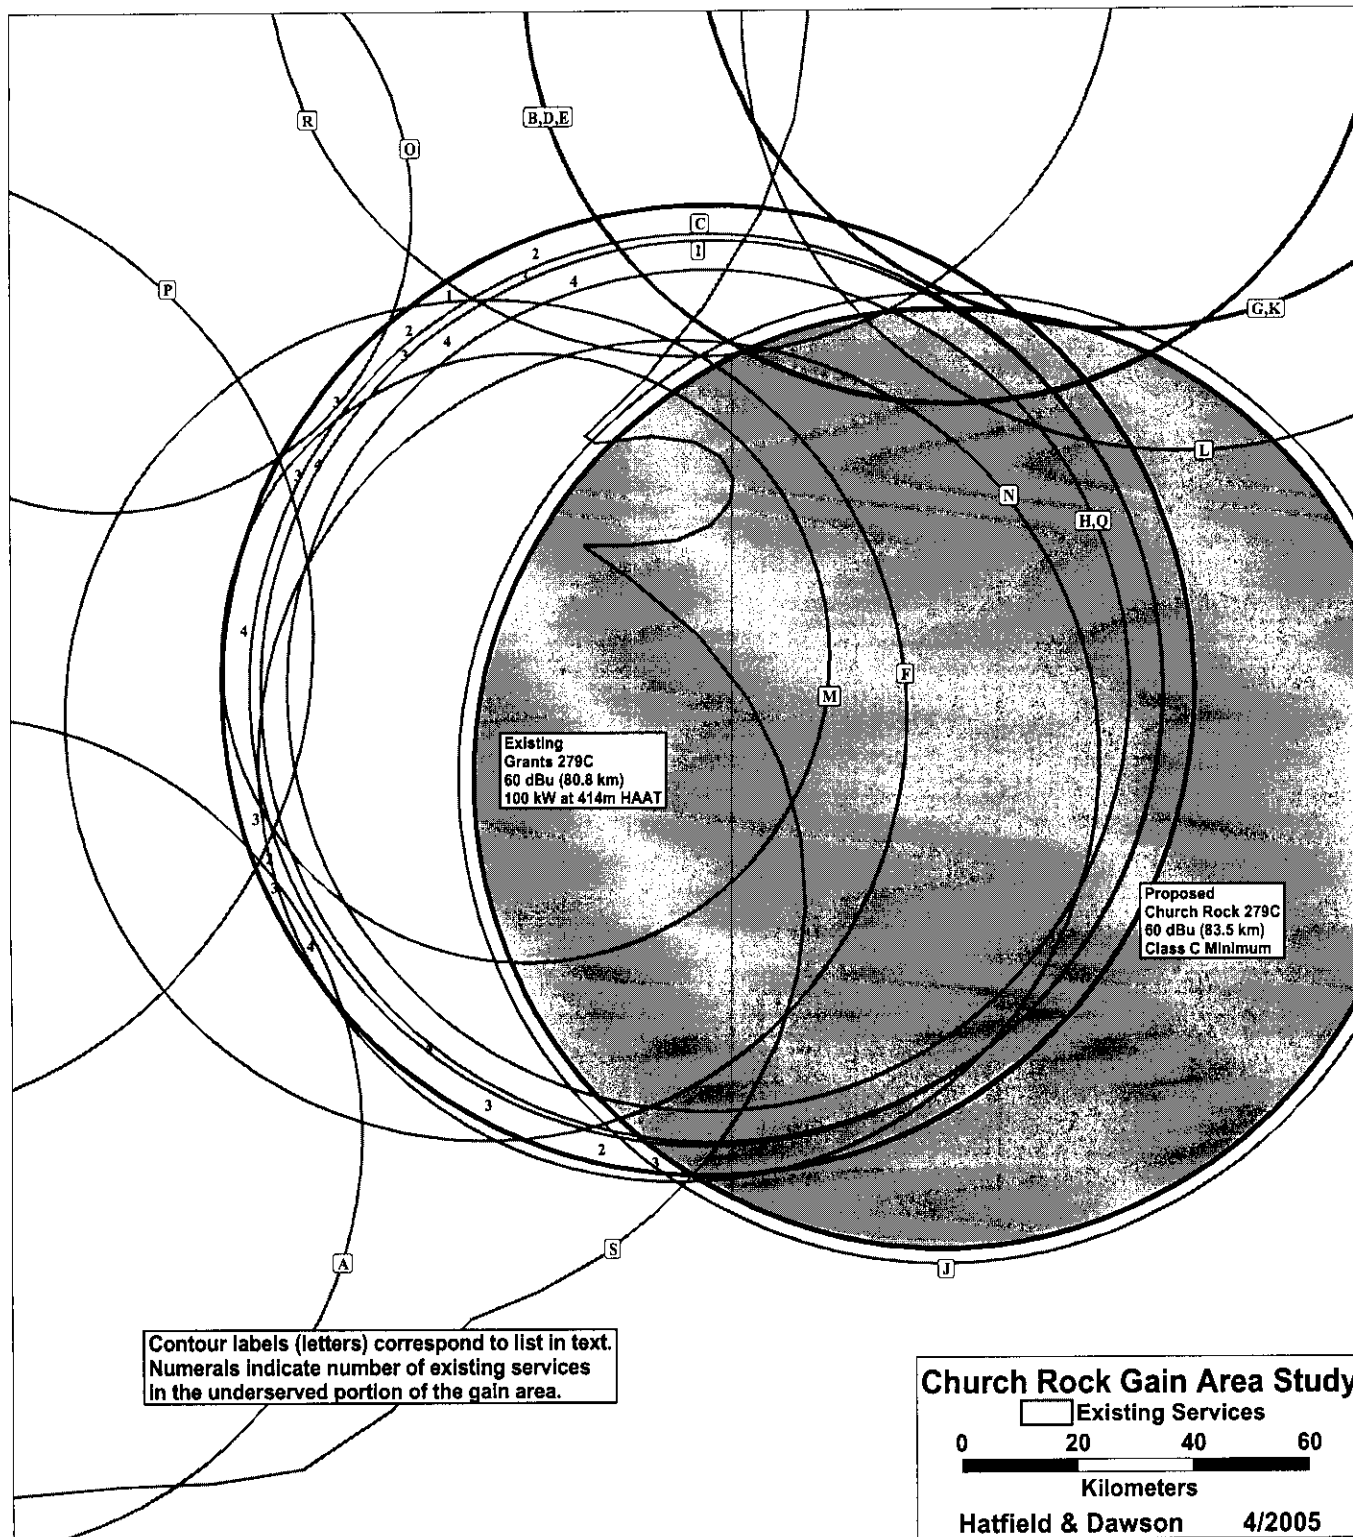 R
O
B,D,E
C
2
I
4
P
1
2
3
4
G,K
3
L
3
4
N
H,Q
4
F
M
Existing
Grants 279C
60 dBu (80.8 km)
100 kW at 414m HAAT
3
3
4
Proposed
Church Rock 279C
60 dBu (83.5 km)
Class C Minimum
3
2
3
S
A
J
Contour labels (letters) correspond to list in text.
Numerals indicate number of existing services
in the underserved portion of the gain area.
Church Rock Gain Area Study
Existing Services
0 20 40 60
Kilometers
Hatfield & Dawson 4/2005